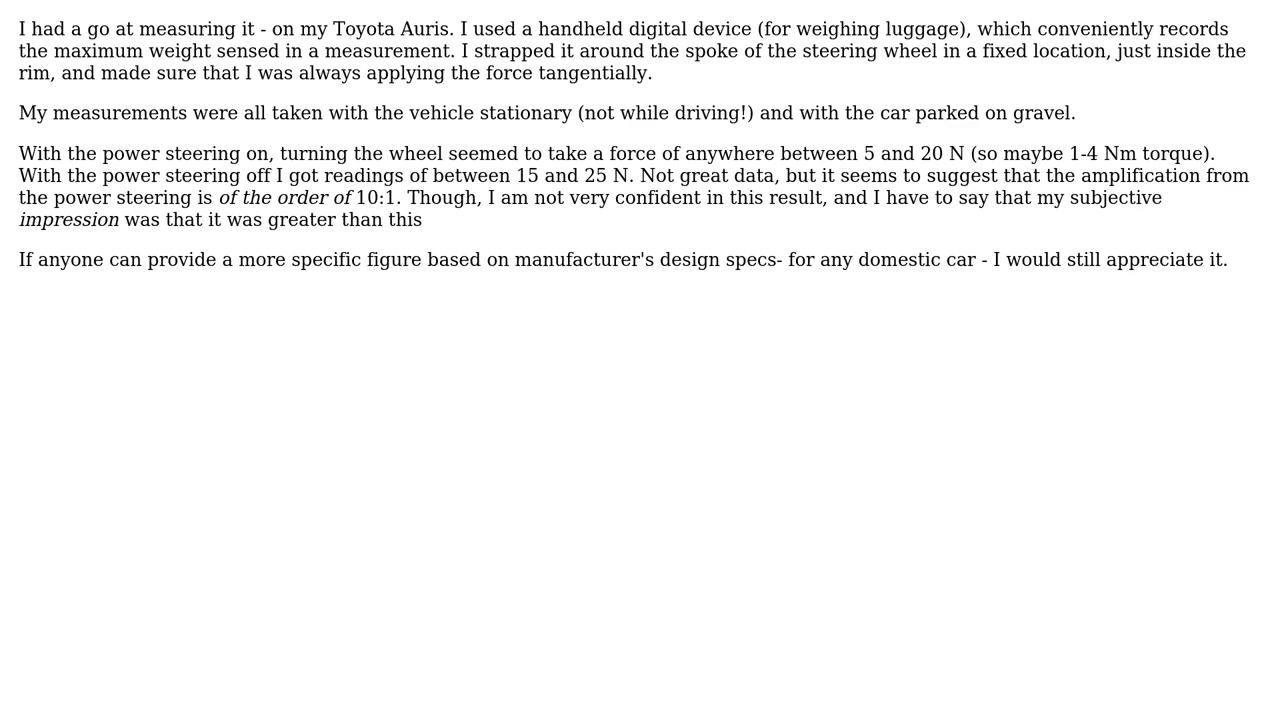 I had a go at measuring it - on my Toyota Auris. I used a handheld digital device (for weighing luggage), which conveniently records
the maximum weight sensed in a measurement. I strapped it around the spoke of the steering wheel in a fixed location, just inside the
rim, and made sure that I was always applying the force tangentially.
My measurements were all taken with the vehicle stationary (not while driving!) and with the car parked on gravel.
With the power steering on, turning the wheel seemed to take a force of anywhere between 5 and 20 N (so maybe 1-4 Nm torque).
With the power steering off I got readings of between 15 and 25 N. Not great data, but it seems to suggest that the amplification from
the power steering is of the order of 10:1. Though, I am not very confident in this result, and I have to say that my subjective
impression was that it was greater than this
If anyone can provide a more specific figure based on manufacturer's design specs- for any domestic car - I would still appreciate it.